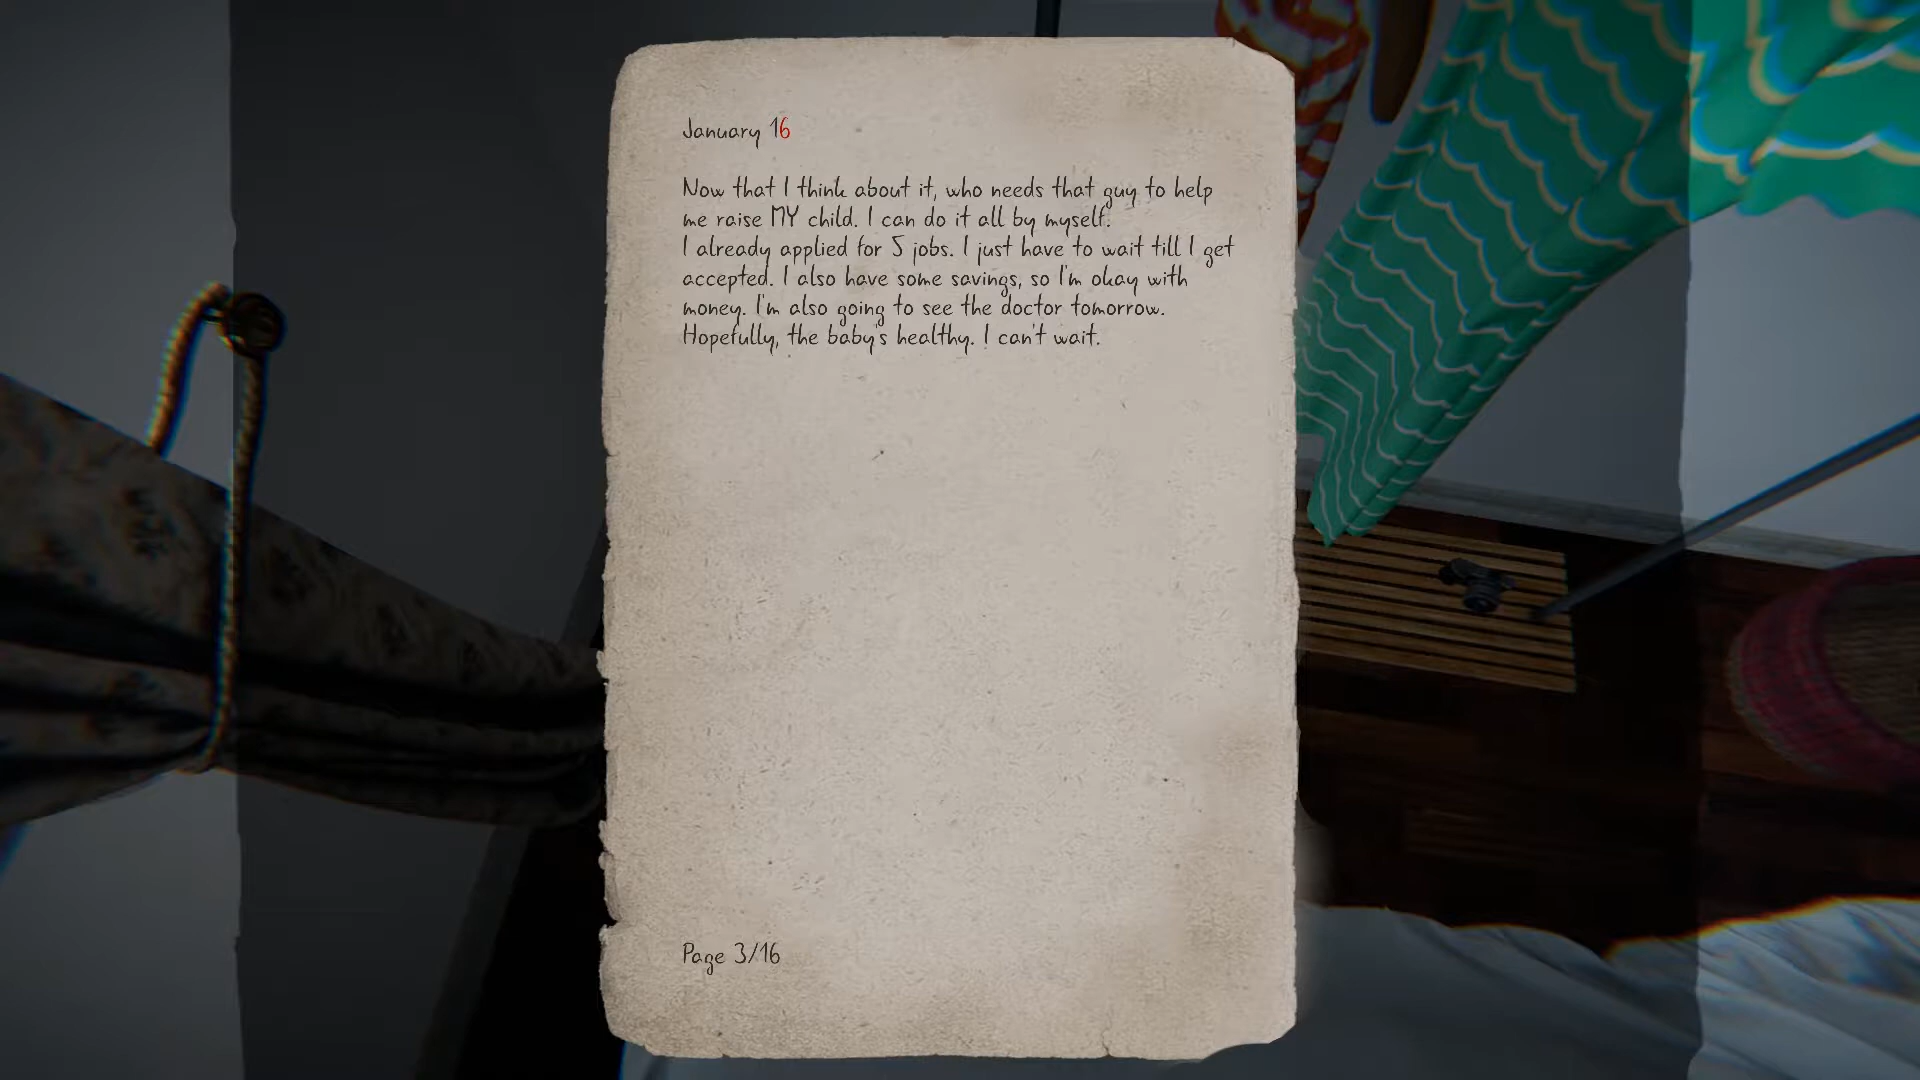 January 16
Now that I think about it, who needs that guy to help
me raise MY child. I can do it all by myself.
I already applied for 5 jobs. I just have to wait till I get
accepted. I also have some savings, so I'm okay with
money. I'm also going to see the doctor tomorrow.
Hopefully, the baby's healthy. I can't wait.
Page 3/16